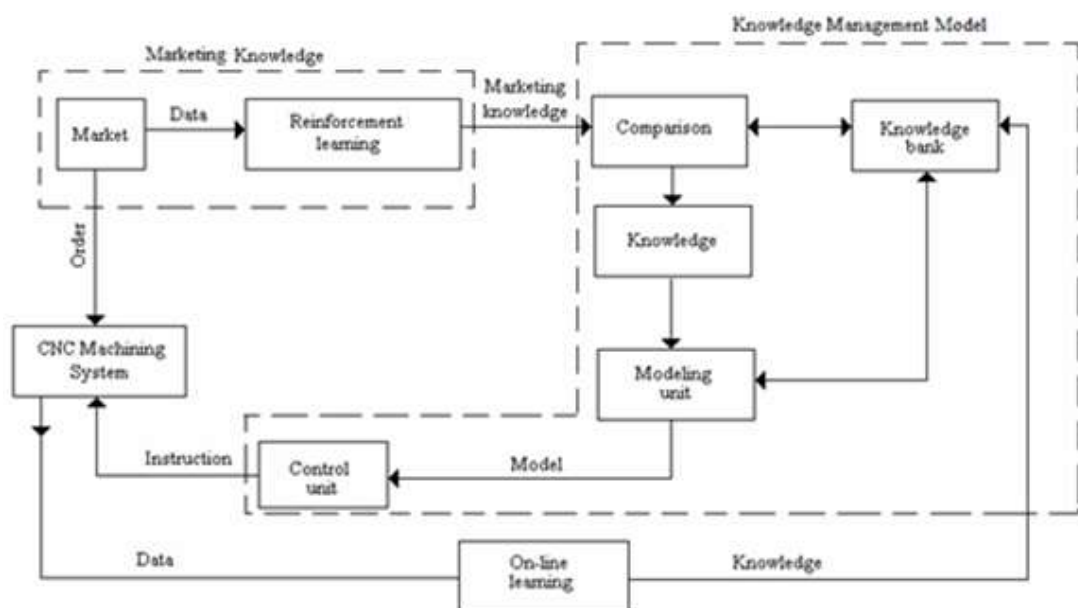 Knowledge Management Model
Marketing Knowledge
Market
Data
Reinforcement
learning
Marketing
knowledge
Comparison
Knowledge
bank
Knowledge
Order
CNC Machining
System
Modeling
unit
Instruction
Control
unit
Model
Data
On-line
learning
Knowledge